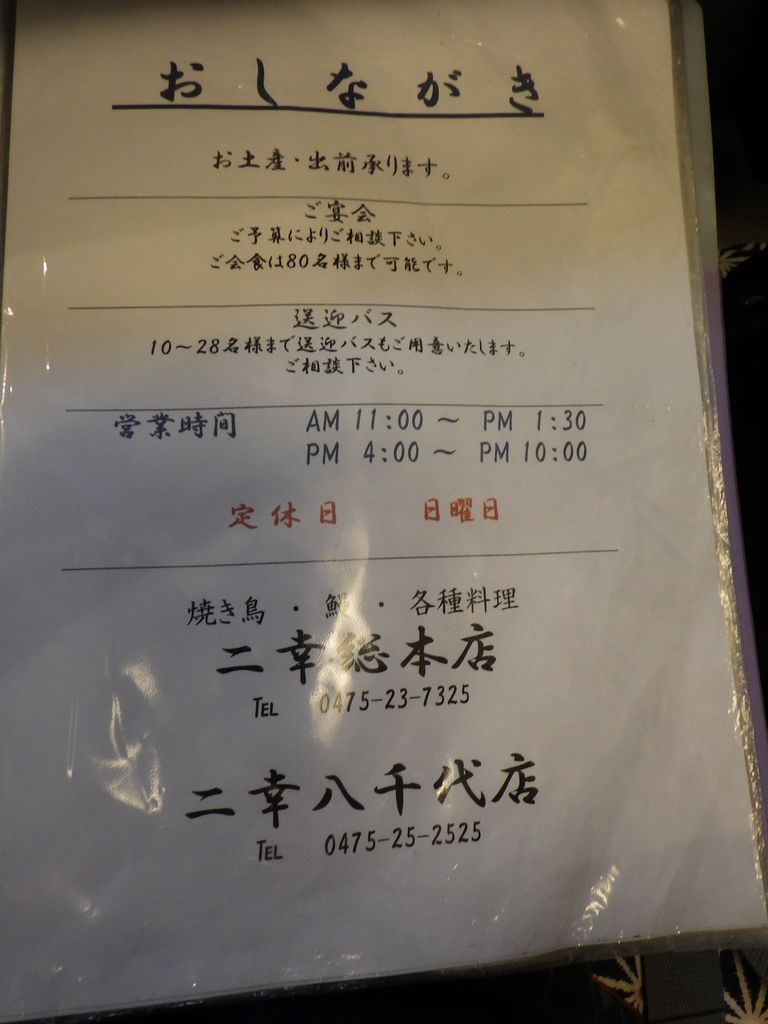 おしながき
お土産・出前承ります。
ご宴会
ご予算によりご相談下さい。
ご会食は80名様まで可能です。
送迎バス
10～28名様まで送迎バスもご用意いたします。
ご相談下さい。
営業時間 AM 11:00 ～ PM 1:30
PM 4:00 ～ PM 10:00
定休日 日曜日
焼き鳥 ・ ・ 各種料理
二幸総本店
TEL 0475-23-7325
二幸八千代店
TEL 0475-25-2525